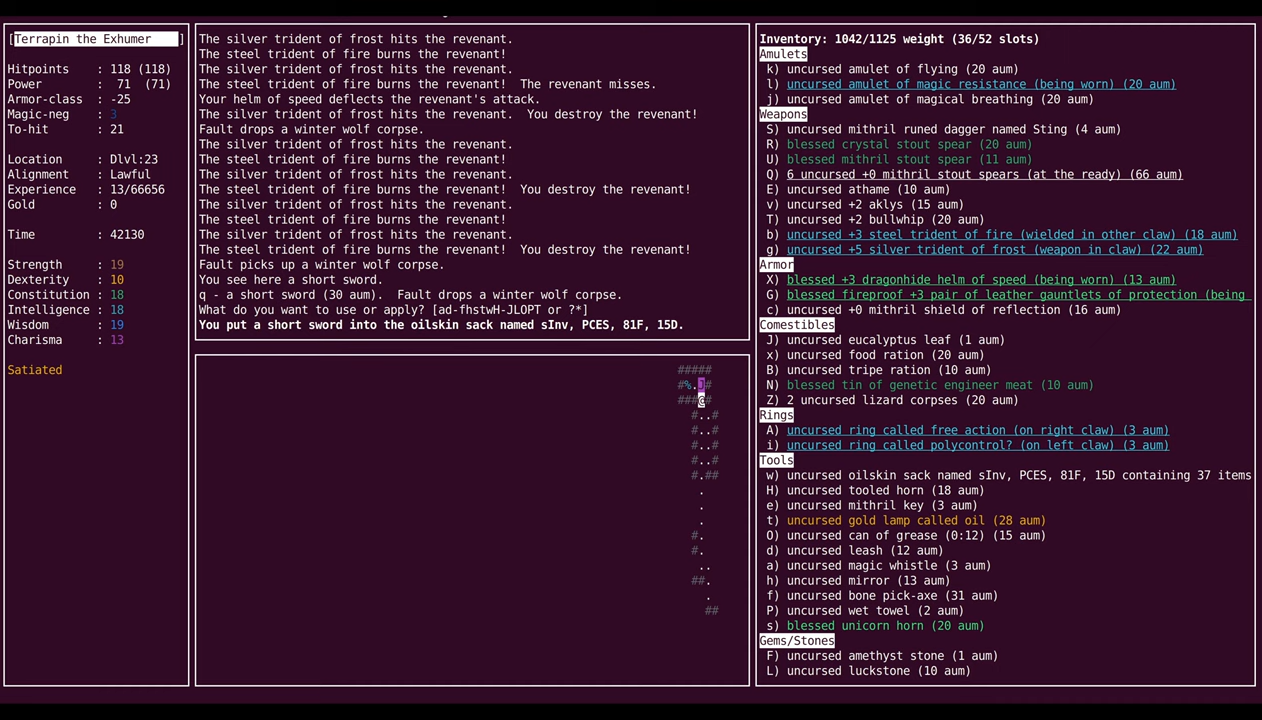 [Terrapin the Exhumer ]
Hitpoints : 118 (118)
Power : 71 (71)
Armor-class : -25
Magic-neg : 3
To-hit : 21
Location : Dlvl:23
Alignment : Lawful
Experience : 13/66656
Gold : 0
Time : 42130
Strength : 19
Dexterity : 10
Constitution : 18
Intelligence : 18
Wisdom : 19
Charisma : 13
Satiated
The silver trident of frost hits the revenant.
The steel trident of fire burns the revenant!
The silver trident of frost hits the revenant.
The steel trident of fire burns the revenant! The revenant misses.
Your helm of speed deflects the revenant's attack.
The silver trident of frost hits the revenant. You destroy the revenant!
Fault drops a winter wolf corpse.
The silver trident of frost hits the revenant.
The steel trident of fire burns the revenant!
The silver trident of frost hits the revenant.
The steel trident of fire burns the revenant! You destroy the revenant!
The silver trident of frost hits the revenant.
The steel trident of fire burns the revenant!
The silver trident of frost hits the revenant.
The steel trident of fire burns the revenant! You destroy the revenant!
Fault picks up a winter wolf corpse.
You see here a short sword.
q - a short sword (30 aum). Fault drops a winter wolf corpse.
What do you want to use or apply? [ad-fhstwH-JLOPT or ?*]
You put a short sword into the oilskin sack named sInv, PCES, 81F, 15D.
#####
#%.J#
###@#
#..#
#..#
#..#
#..#
#.##
.
.
.
#.
#.
..
##.
.
##
Inventory: 1042/1125 weight (36/52 slots)
Amulets
k) uncursed amulet of flying (20 aum)
l) uncursed amulet of magic resistance (being worn) (20 aum)
j) uncursed amulet of magical breathing (20 aum)
Weapons
S) uncursed mithril runed dagger named Sting (4 aum)
R) blessed crystal stout spear (20 aum)
U) blessed mithril stout spear (11 aum)
Q) 6 uncursed +0 mithril stout spears (at the ready) (66 aum)
E) uncursed athame (10 aum)
v) uncursed +2 aklys (15 aum)
T) uncursed +2 bullwhip (20 aum)
b) uncursed +3 steel trident of fire (wielded in other claw) (18 aum)
g) uncursed +5 silver trident of frost (weapon in claw) (22 aum)
Armor
X) blessed +3 dragonhide helm of speed (being worn) (13 aum)
G) blessed fireproof +3 pair of leather gauntlets of protection (being
c) uncursed +0 mithril shield of reflection (16 aum)
Comestibles
J) uncursed eucalyptus leaf (1 aum)
x) uncursed food ration (20 aum)
B) uncursed tripe ration (10 aum)
N) blessed tin of genetic engineer meat (10 aum)
Z) 2 uncursed lizard corpses (20 aum)
Rings
A) uncursed ring called free action (on right claw) (3 aum)
i) uncursed ring called polycontrol? (on left claw) (3 aum)
Tools
w) uncursed oilskin sack named sInv, PCES, 81F, 15D containing 37 items
H) uncursed tooled horn (18 aum)
e) uncursed mithril key (3 aum)
t) uncursed gold lamp called oil (28 aum)
O) uncursed can of grease (0:12) (15 aum)
d) uncursed leash (12 aum)
a) uncursed magic whistle (3 aum)
h) uncursed mirror (13 aum)
f) uncursed bone pick-axe (31 aum)
P) uncursed wet towel (2 aum)
s) blessed unicorn horn (20 aum)
Gems/Stones
F) uncursed amethyst stone (1 aum)
L) uncursed luckstone (10 aum)